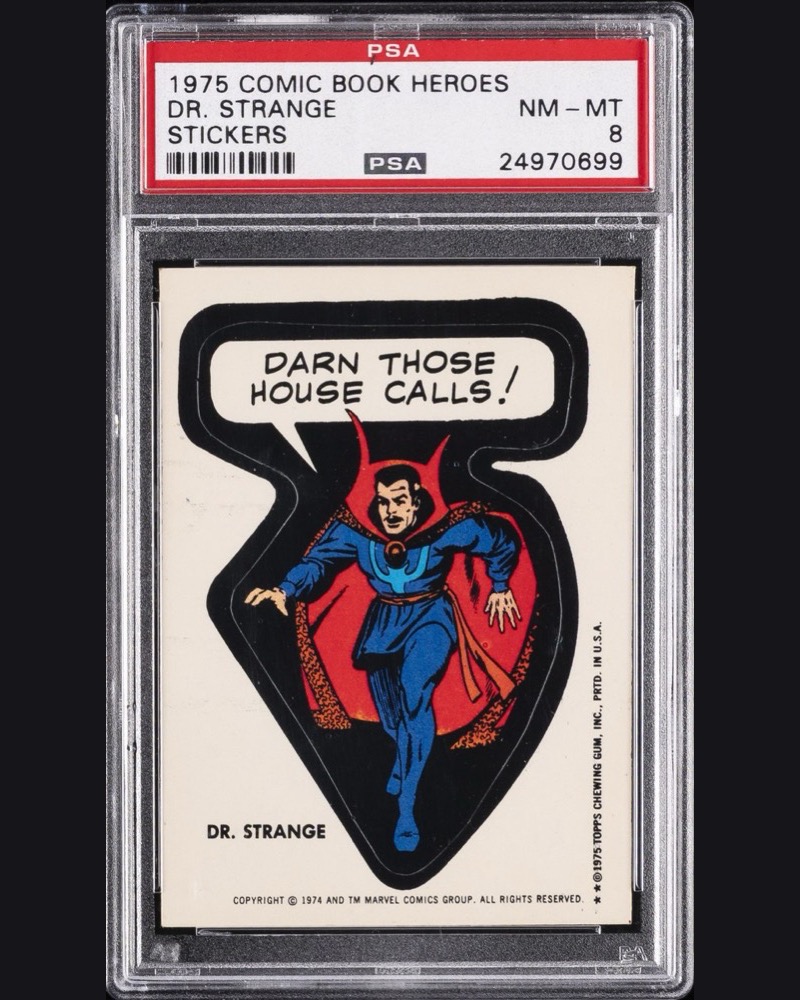 PSA
1975 COMIC BOOK HEROES
DR. STRANGE NM - MT
STICKERS 8
PSA 24970699
DARN THOSE
HOUSE CALLS!
DR. STRANGE
COPYRIGHT © 1974 AND TM MARVEL COMICS GROUP. ALL RIGHTS RESERVED.
★★©1975 TOPPS CHEWING GUM, INC., PRTD. IN U.S.A.
PSA